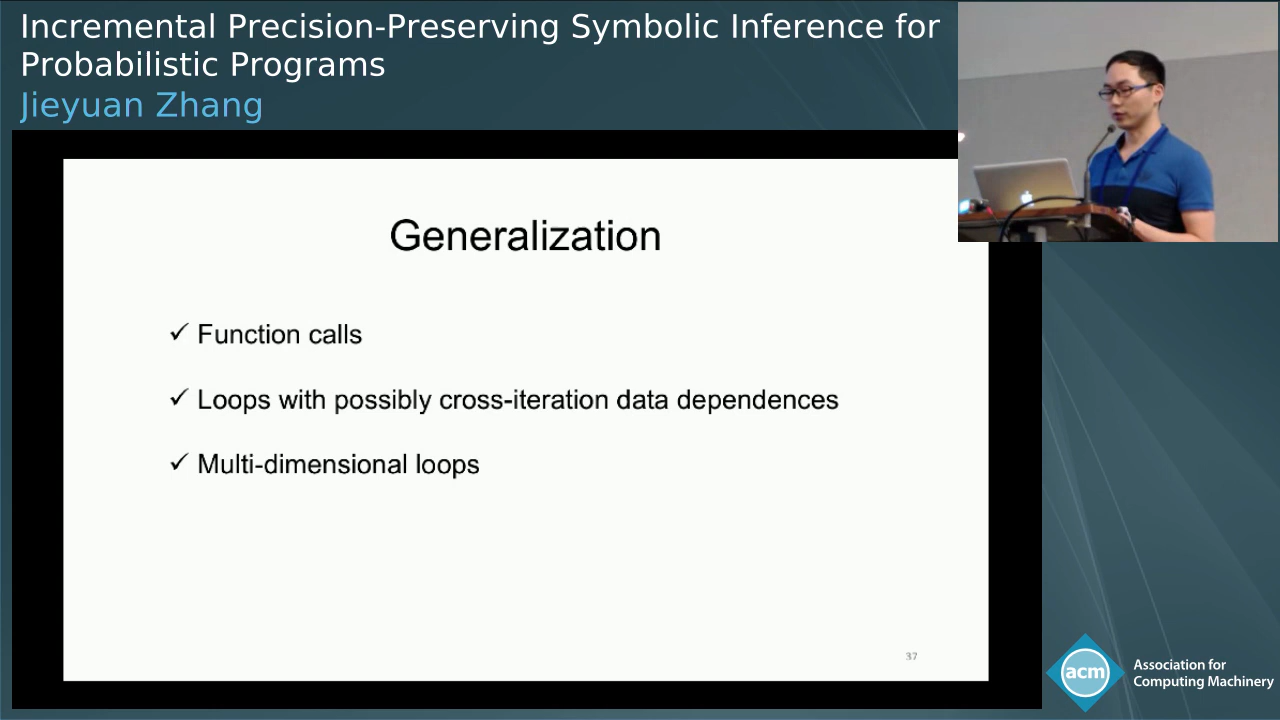 Incremental Precision-Preserving Symbolic Inference for
Probabilistic Programs
Jieyuan Zhang
Generalization
✓ Function calls
✓ Loops with possibly cross-iteration data dependences
✓ Multi-dimensional loops
37
acm
Association for
Computing Machinery